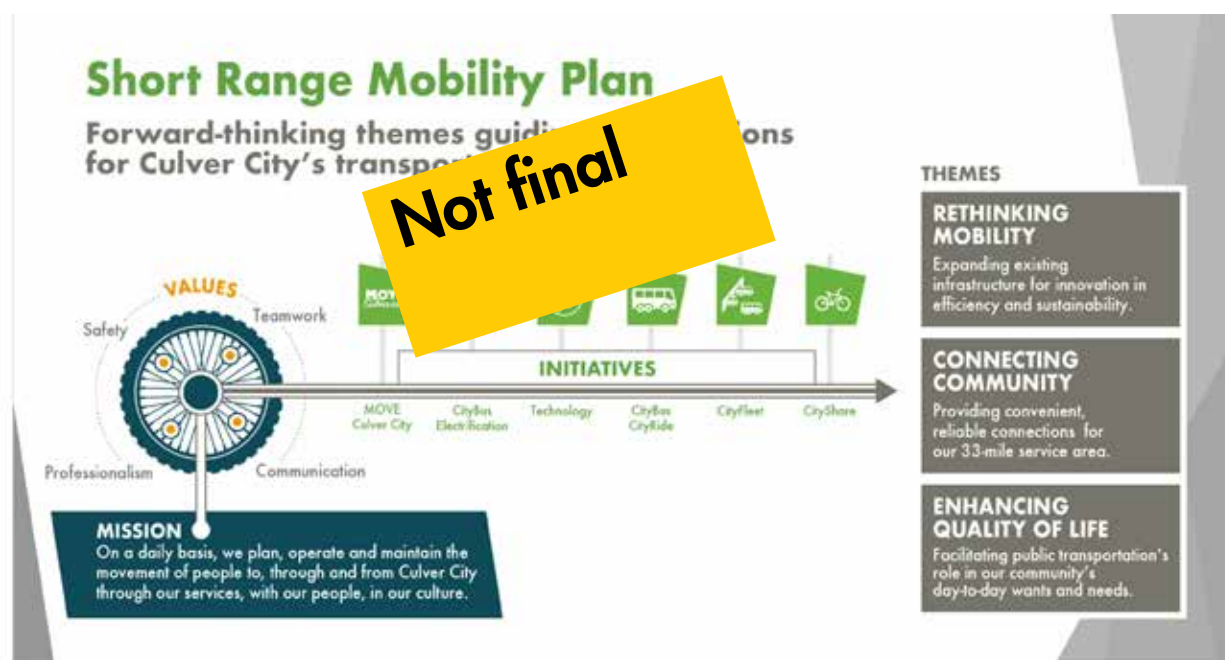 Short Range Mobility Plan
Forward-thinking themes
for Culver City's
Not final
VALUES
Safety
Teamwork
Professionalism
Communication
INITIATIVES
MOVE
Culver City
CityBus
Electrification
Technology
CityBus
CityRide
CityFleet
CityShare
MISSION
On a daily basis, we plan, operate and maintain the
movement of people to, through and from Culver City
through our services, with our people, in our culture.
THEMES
RETHINKING
MOBILITY
Expanding existing
infrastructure for innovation in
efficiency and sustainability.
CONNECTING
COMMUNITY
Providing convenient,
reliable connections for
our 33-mile service area.
ENHANCING
QUALITY OF LIFE
Facilitating public transportation's
role in our community's
day-to-day wants and needs.